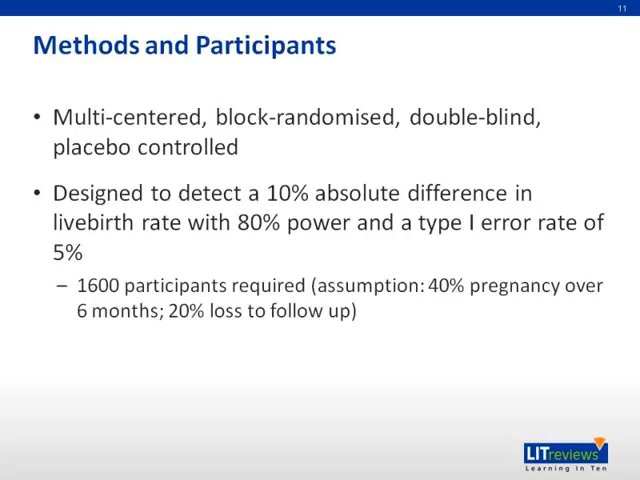 11
Methods and Participants
• Multi-centered, block-randomised, double-blind,
placebo controlled
• Designed to detect a 10% absolute difference in
livebirth rate with 80% power and a type I error rate of
5%
– 1600 participants required (assumption: 40% pregnancy over
6 months; 20% loss to follow up)
LITreviews
Learning In Ten